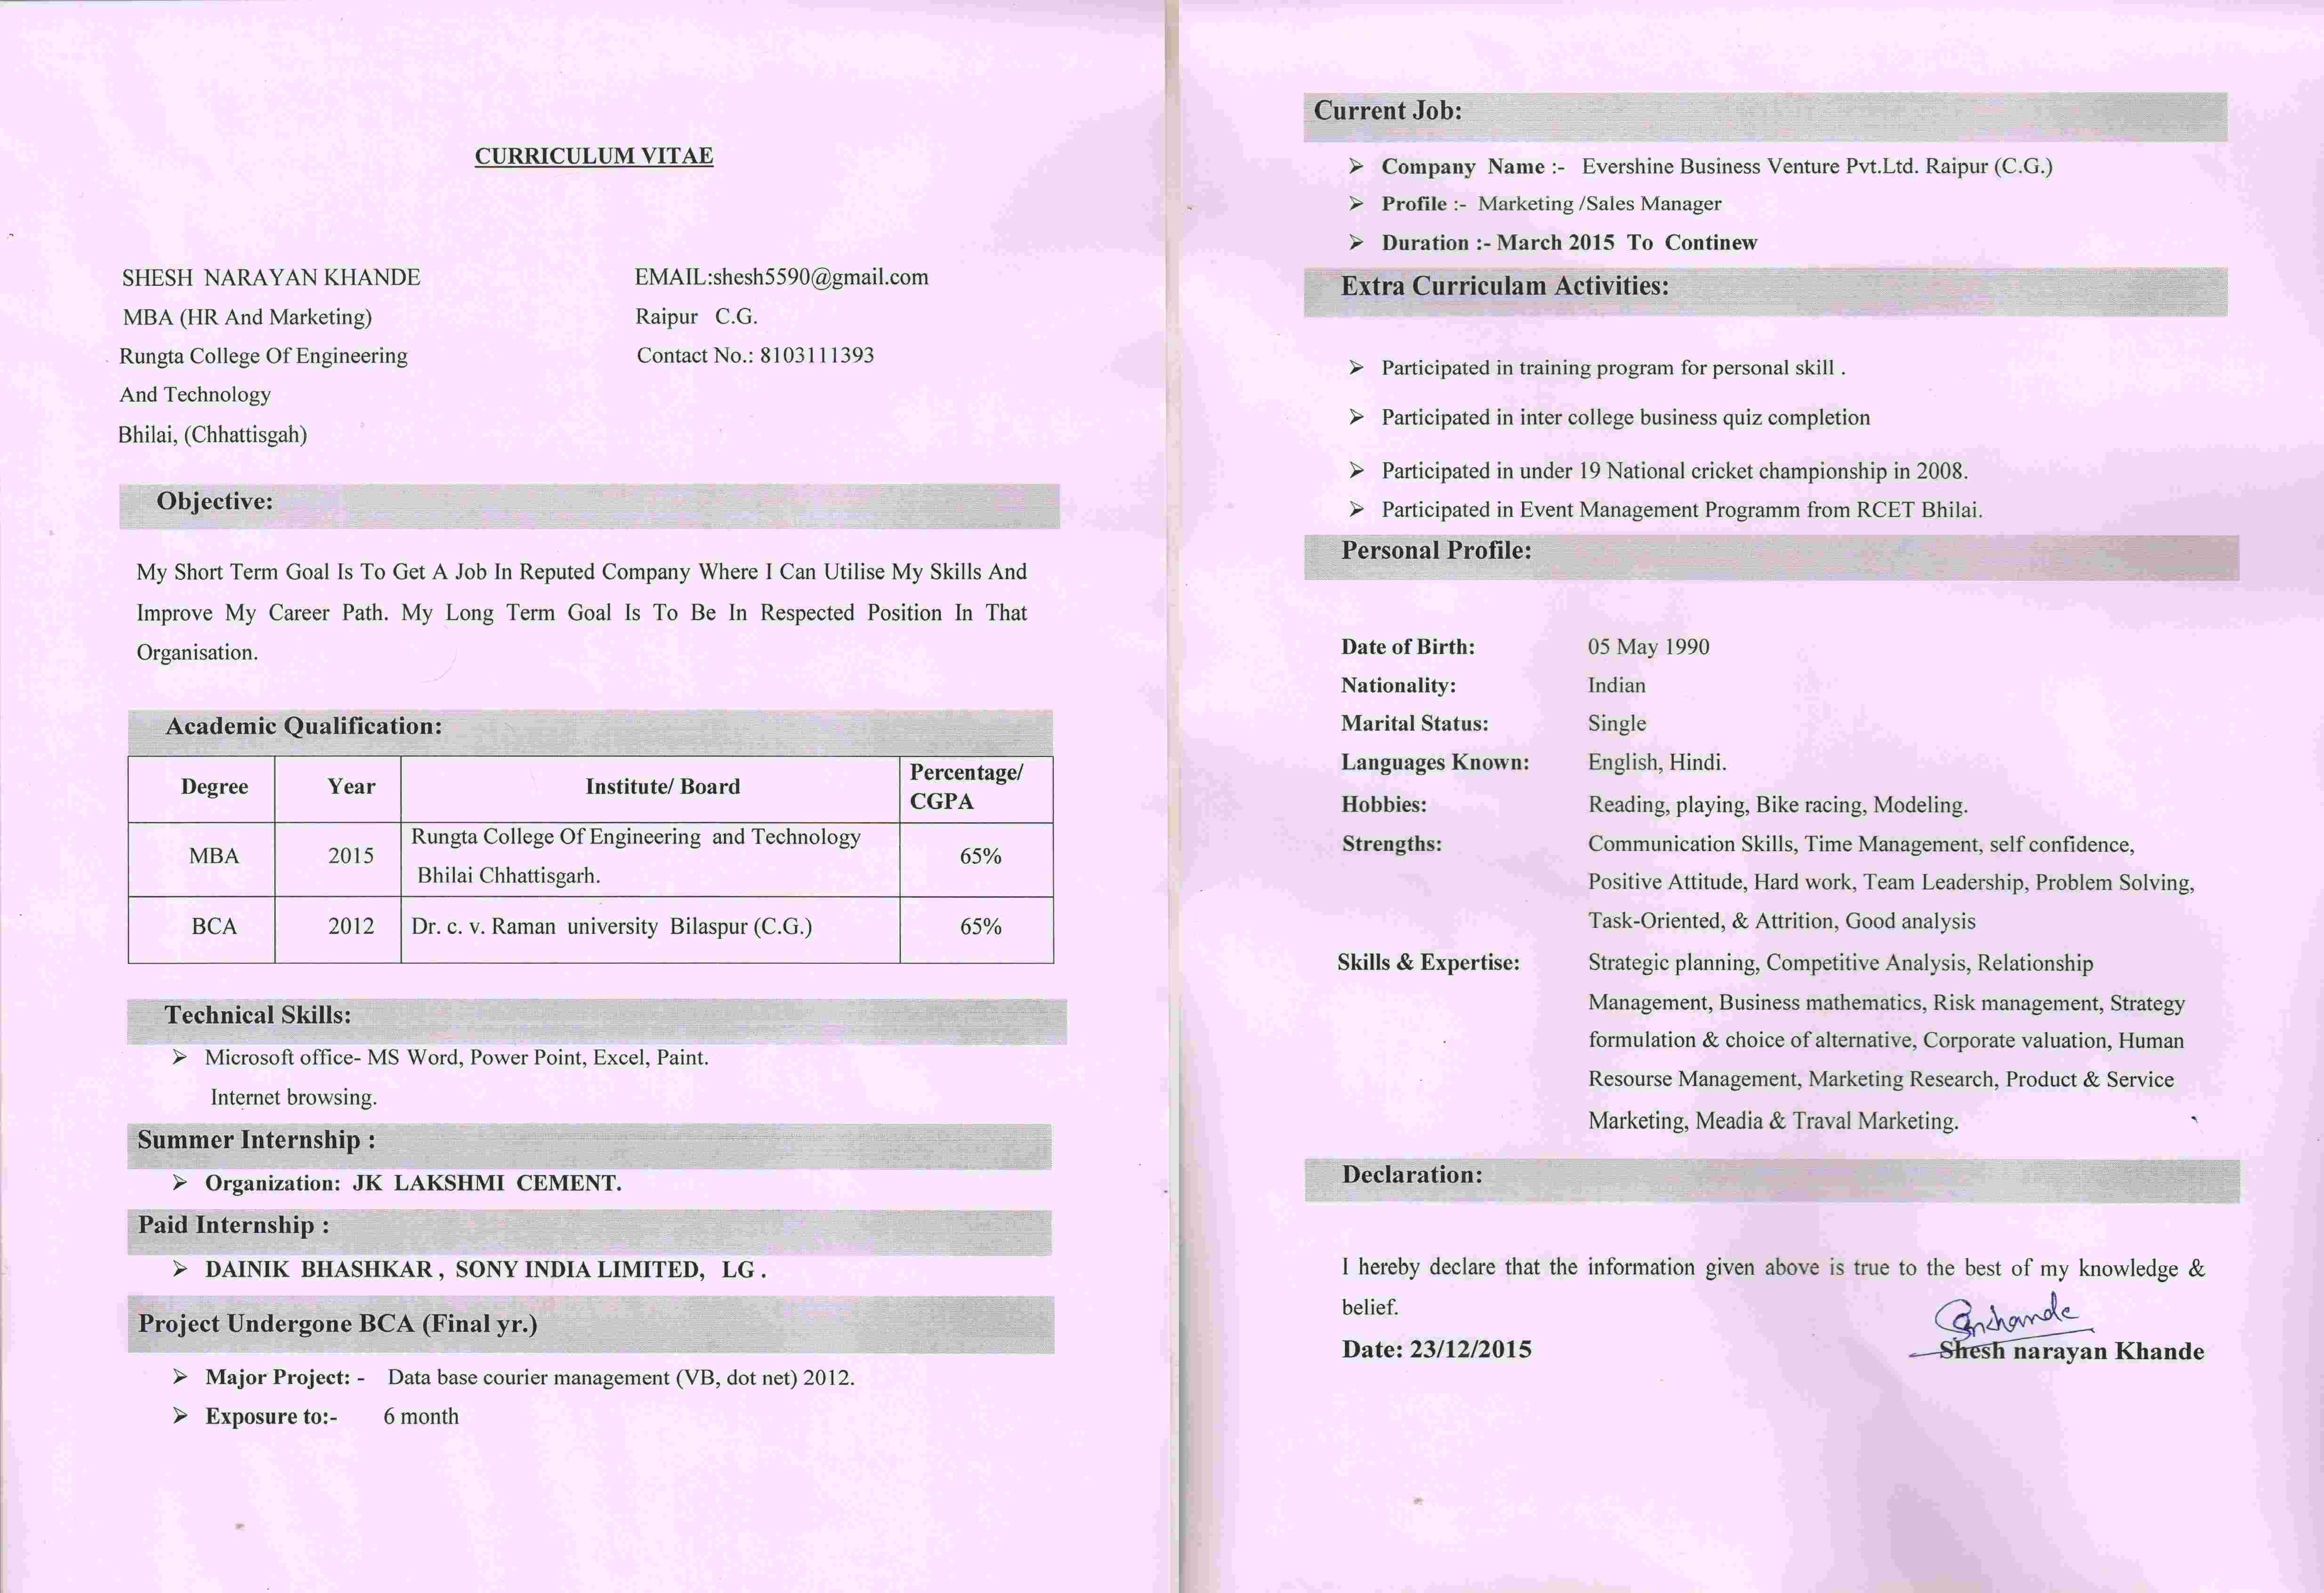 CURRICULUM VITAE
SHESH NARAYAN KHANDE
MBA (HR And Marketing)
Rungta College Of Engineering
And Technology
Bhilai, (Chhattisgah)
EMAIL:shesh5590@gmail.com
Raipur C.G.
Contact No.: 8103111393
Objective:
My Short Term Goal Is To Get A Job In Reputed Company Where I Can Utilise My Skills And
Improve My Career Path. My Long Term Goal Is To Be In Respected Position In That
Organisation.
Academic Qualification:
Degree Year Institute/ Board Percentage/
CGPA
MBA 2015 Rungta College Of Engineering and Technology
Bhilai Chhattisgarh. 65%
BCA 2012 Dr. c. v. Raman university Bilaspur (C.G.) 65%
Technical Skills:
➢ Microsoft office- MS Word, Power Point, Excel, Paint.
Internet browsing.
Summer Internship :
➢ Organization: JK LAKSHMI CEMENT.
Paid Internship :
➢ DAINIK BHASHKAR , SONY INDIA LIMITED, LG .
Project Undergone BCA (Final yr.)
➢ Major Project: - Data base courier management (VB, dot net) 2012.
➢ Exposure to:- 6 month
Current Job:
➢ Company Name :- Evershine Business Venture Pvt.Ltd. Raipur (C.G.)
➢ Profile :- Marketing /Sales Manager
➢ Duration :- March 2015 To Continew
Extra Curriculam Activities:
➢ Participated in training program for personal skill .
➢ Participated in inter college business quiz completion
➢ Participated in under 19 National cricket championship in 2008.
➢ Participated in Event Management Programm from RCET Bhilai.
Personal Profile:
Date of Birth: 05 May 1990
Nationality: Indian
Marital Status: Single
Languages Known: English, Hindi.
Hobbies: Reading, playing, Bike racing, Modeling.
Strengths: Communication Skills, Time Management, self confidence,
Positive Attitude, Hard work, Team Leadership, Problem Solving,
Task-Oriented, & Attrition, Good analysis
Skills & Expertise: Strategic planning, Competitive Analysis, Relationship
Management, Business mathematics, Risk management, Strategy
formulation & choice of alternative, Corporate valuation, Human
Resourse Management, Marketing Research, Product & Service
Marketing, Meadia & Traval Marketing.
Declaration:
I hereby declare that the information given above is true to the best of my knowledge &
belief.
Date: 23/12/2015
Shesh narayan Khande